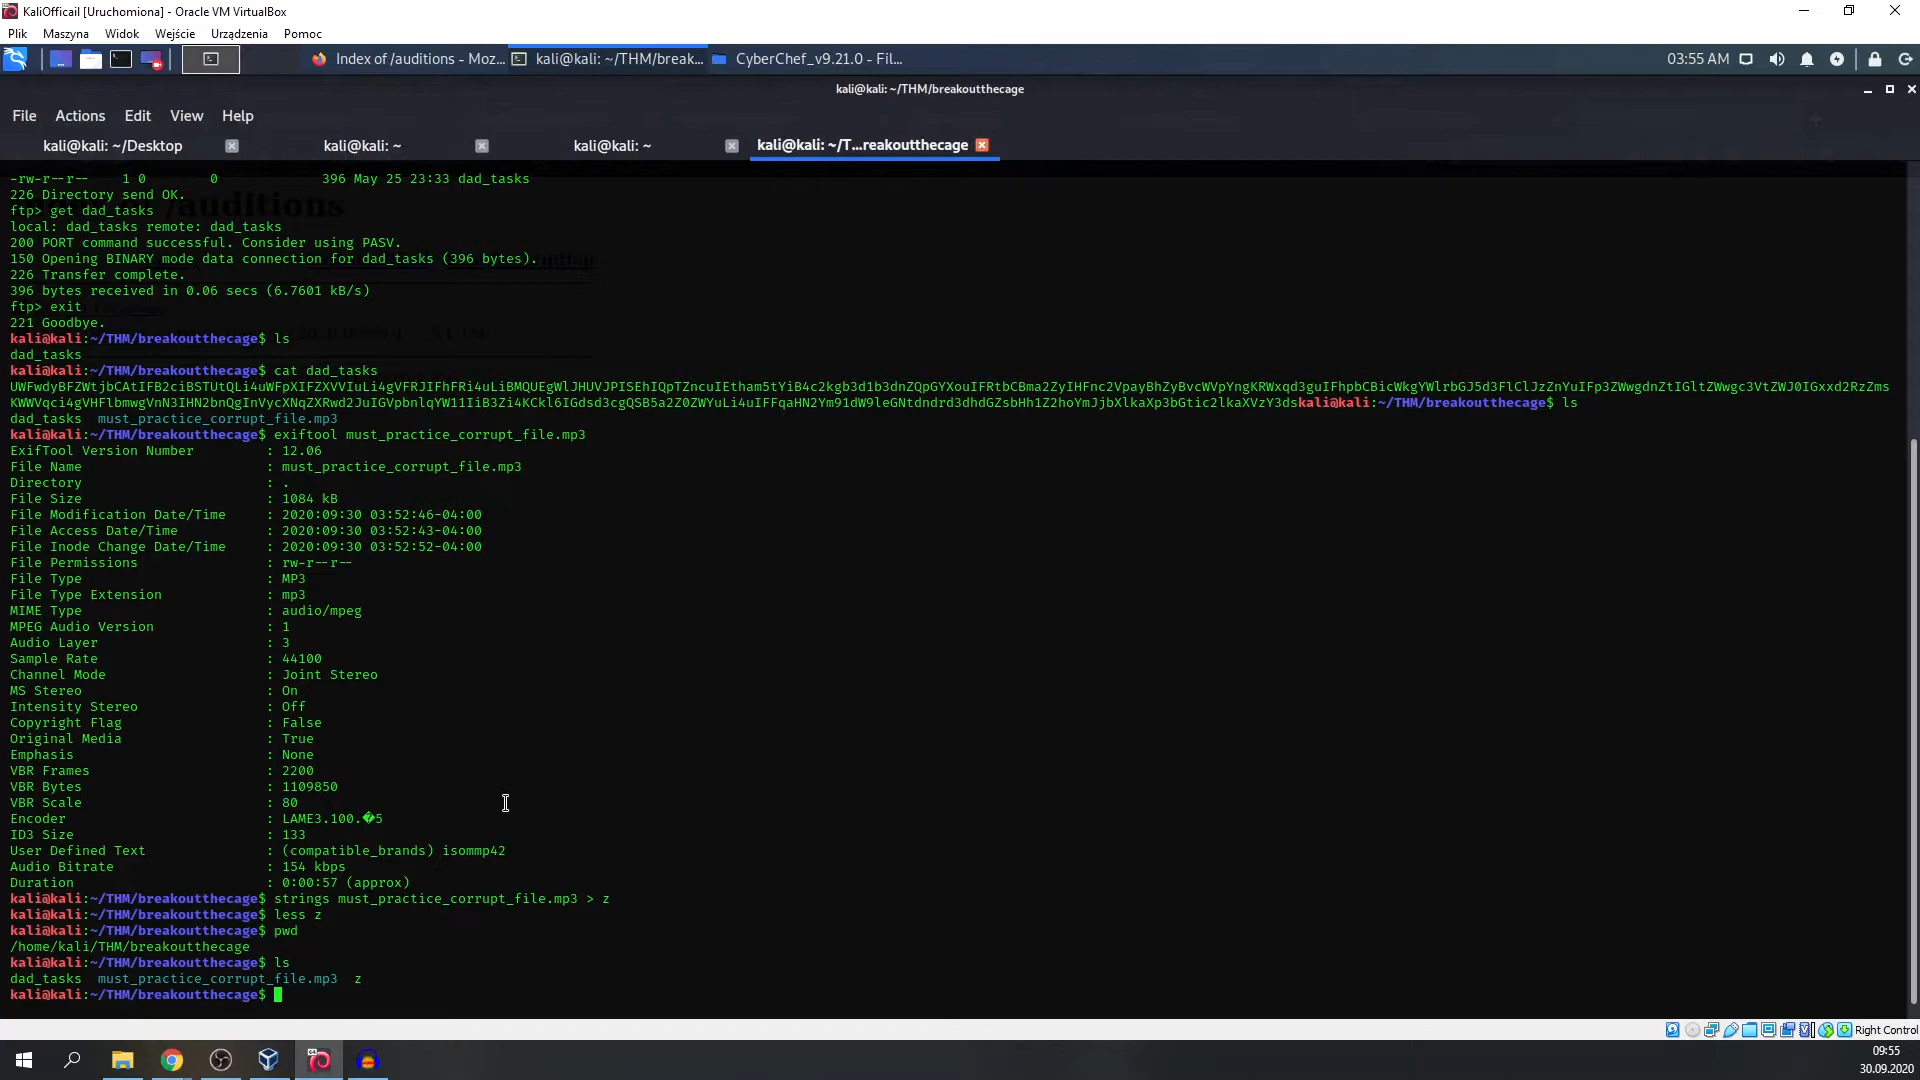 KaliOfficail [Uruchomiona] - Oracle VM VirtualBox
Plik Maszyna Widok Wejście Urządzenia Pomoc
Index of /auditions - Moz... kali@kali: ~/THM/break... CyberChef_v9.21.0 - Fil... 03:55 AM
kali@kali: ~/THM/breakoutthecage
File Actions Edit View Help
kali@kali: ~/Desktop kali@kali: ~ kali@kali: ~ kali@kali: ~/T...reakoutthecage
-rw-r--r-- 1 0 0 396 May 25 23:33 dad_tasks
226 Directory send OK.
ftp> get dad_tasks
local: dad_tasks remote: dad_tasks
200 PORT command successful. Consider using PASV.
150 Opening BINARY mode data connection for dad_tasks (396 bytes).
226 Transfer complete.
396 bytes received in 0.06 secs (6.7601 kB/s)
ftp> exit
221 Goodbye.
kali@kali:~/THM/breakoutthecage$ ls
dad_tasks
kali@kali:~/THM/breakoutthecage$ cat dad_tasks
kali@kali:~/THM/breakoutthecage$ ls
dad_tasks must_practice_corrupt_file.mp3
kali@kali:~/THM/breakoutthecage$ exiftool must_practice_corrupt_file.mp3
ExifTool Version Number : 12.06
File Name : must_practice_corrupt_file.mp3
Directory : .
File Size : 1084 kB
File Modification Date/Time : 2020:09:30 03:52:46-04:00
File Access Date/Time : 2020:09:30 03:52:43-04:00
File Inode Change Date/Time : 2020:09:30 03:52:52-04:00
File Permissions : rw-r--r--
File Type : MP3
File Type Extension : mp3
MIME Type : audio/mpeg
MPEG Audio Version : 1
Audio Layer : 3
Sample Rate : 44100
Channel Mode : Joint Stereo
MS Stereo : On
Intensity Stereo : Off
Copyright Flag : False
Original Media : True
Emphasis : None
VBR Frames : 2200
VBR Bytes : 1109850
VBR Scale : 80
Encoder : LAME3.100.�5
ID3 Size : 133
User Defined Text : (compatible_brands) isommp42
Audio Bitrate : 154 kbps
Duration : 0:00:57 (approx)
kali@kali:~/THM/breakoutthecage$ strings must_practice_corrupt_file.mp3 > z
kali@kali:~/THM/breakoutthecage$ less z
kali@kali:~/THM/breakoutthecage$ pwd
/home/kali/THM/breakoutthecage
kali@kali:~/THM/breakoutthecage$ ls
dad_tasks must_practice_corrupt_file.mp3 z
kali@kali:~/THM/breakoutthecage$
Right Control
09:55
30.09.2020